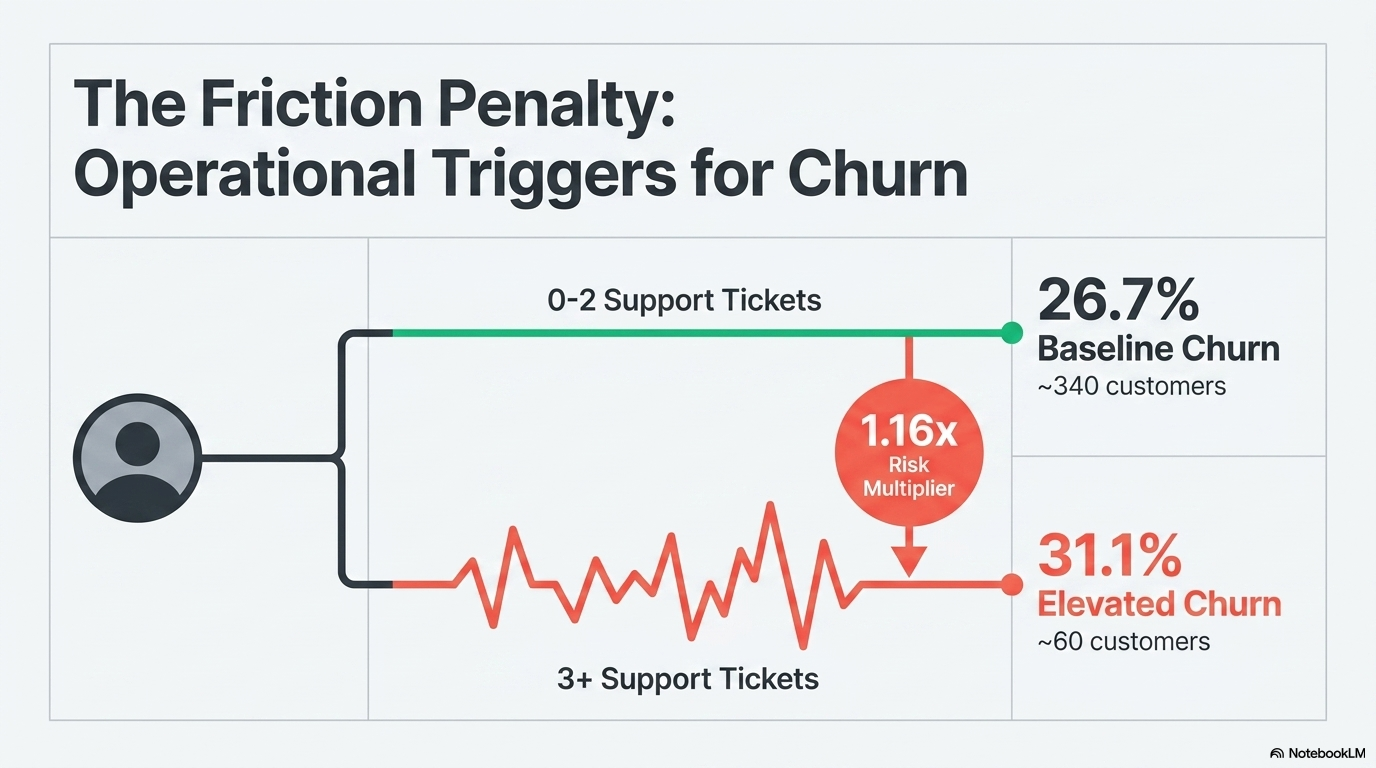 The Friction Penalty:
Operational Triggers for Churn
0-2 Support Tickets
26.7%
Baseline Churn
~340 customers
1.16x
Risk
Multiplier
31.1%
Elevated Churn
~60 customers
3+ Support Tickets
NotebookLM